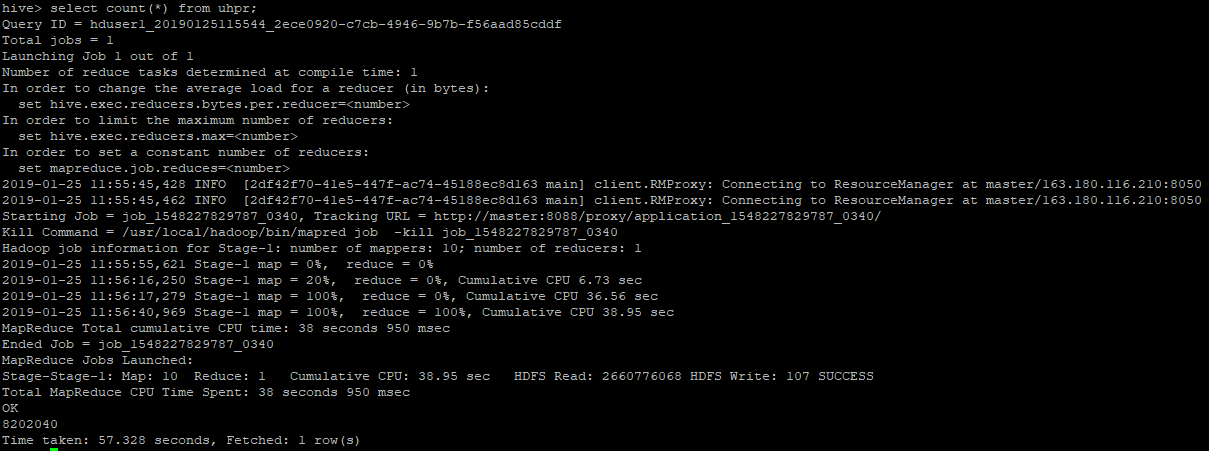 hive> select count(*) from uhpr;
Query ID = hduser1_20190125115544_2ece0920-c7cb-4946-9b7b-f56aad85cddf
Total jobs = 1
Launching Job 1 out of 1
Number of reduce tasks determined at compile time: 1
In order to change the average load for a reducer (in bytes):
  set hive.exec.reducers.bytes.per.reducer=<number>
In order to limit the maximum number of reducers:
  set hive.exec.reducers.max=<number>
In order to set a constant number of reducers:
  set mapreduce.job.reduces=<number>
2019-01-25 11:55:45,428 INFO  [2df42f70-41e5-447f-ac74-45188ec8d163 main] client.RMProxy: Connecting to ResourceManager at master/163.180.116.210:8050
2019-01-25 11:55:45,462 INFO  [2df42f70-41e5-447f-ac74-45188ec8d163 main] client.RMProxy: Connecting to ResourceManager at master/163.180.116.210:8050
Starting Job = job_1548227829787_0340, Tracking URL = http://master:8088/proxy/application_1548227829787_0340/
Kill Command = /usr/local/hadoop/bin/mapred job  -kill job_1548227829787_0340
Hadoop job information for Stage-1: number of mappers: 10; number of reducers: 1
2019-01-25 11:55:55,621 Stage-1 map = 0%,  reduce = 0%
2019-01-25 11:56:16,250 Stage-1 map = 20%,  reduce = 0%, Cumulative CPU 6.73 sec
2019-01-25 11:56:17,279 Stage-1 map = 100%,  reduce = 0%, Cumulative CPU 36.56 sec
2019-01-25 11:56:40,969 Stage-1 map = 100%,  reduce = 100%, Cumulative CPU 38.95 sec
MapReduce Total cumulative CPU time: 38 seconds 950 msec
Ended Job = job_1548227829787_0340
MapReduce Jobs Launched:
Stage-Stage-1: Map: 10  Reduce: 1   Cumulative CPU: 38.95 sec   HDFS Read: 2660776068 HDFS Write: 107 SUCCESS
Total MapReduce CPU Time Spent: 38 seconds 950 msec
OK
8202040
Time taken: 57.328 seconds, Fetched: 1 row(s)